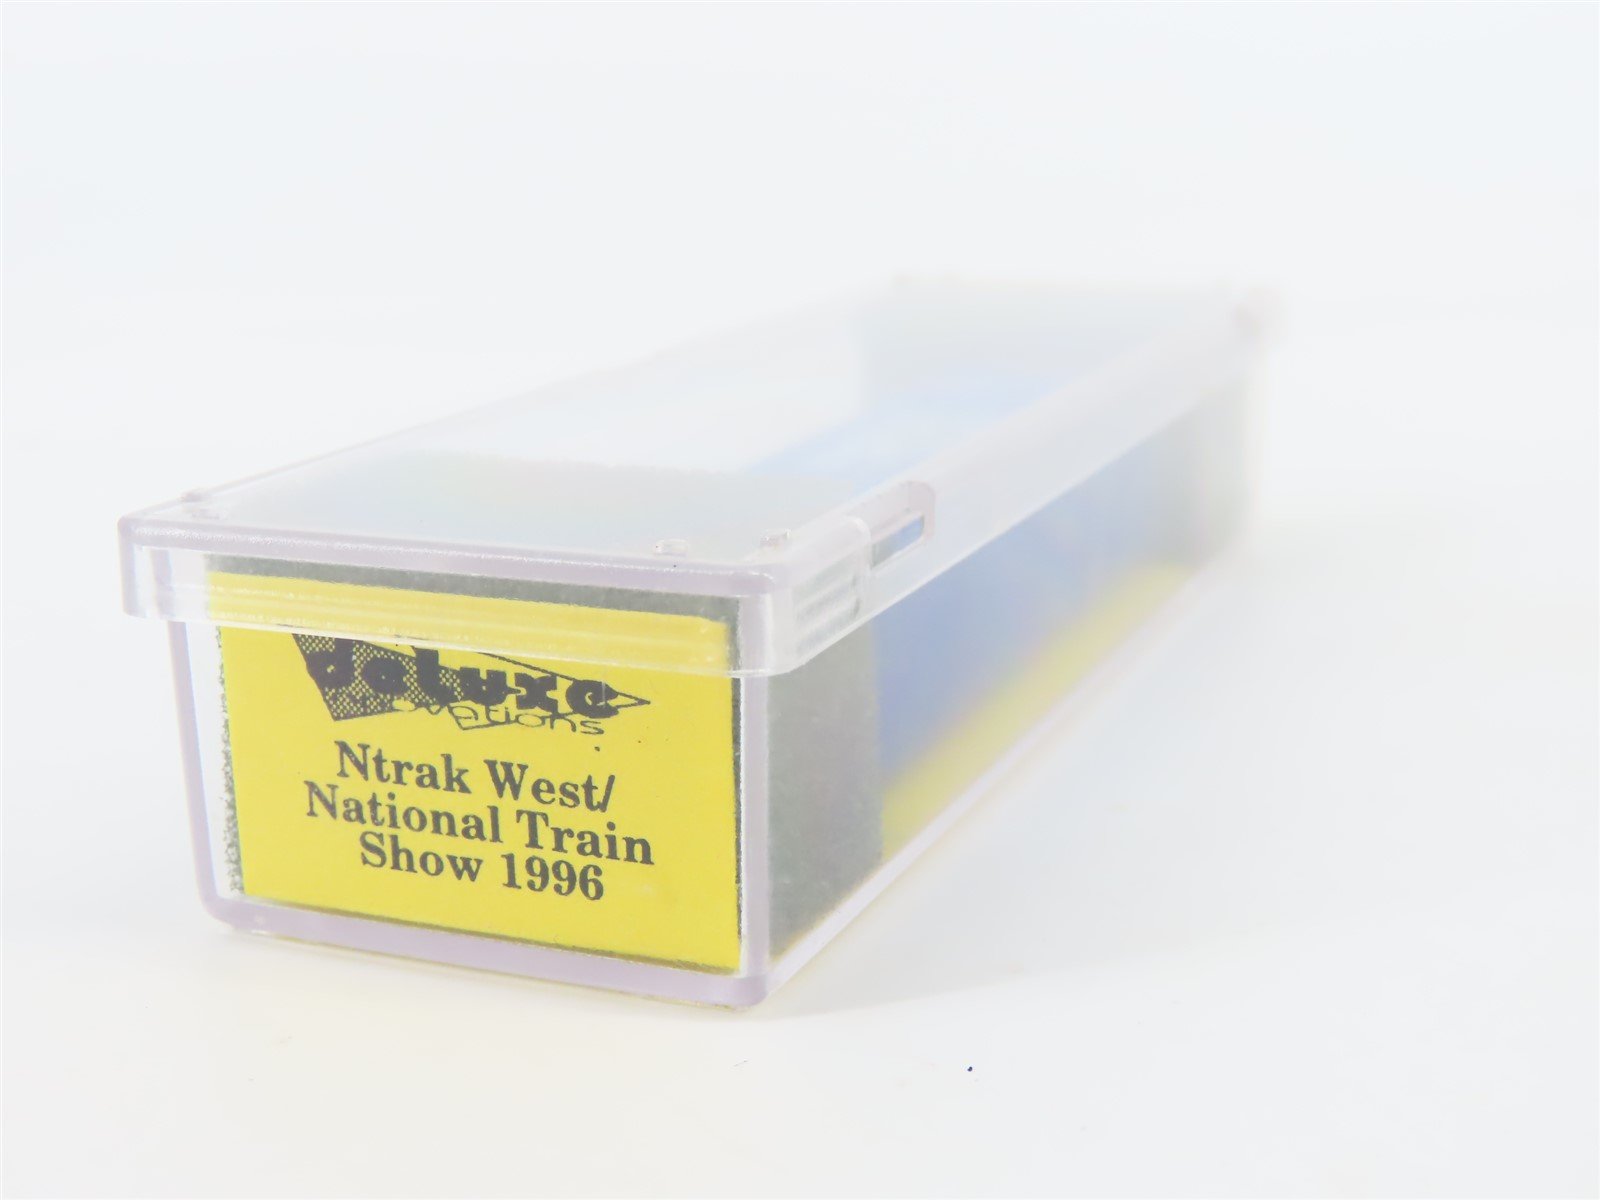 deluxe
Ntrak West/
National Train
Show 1996